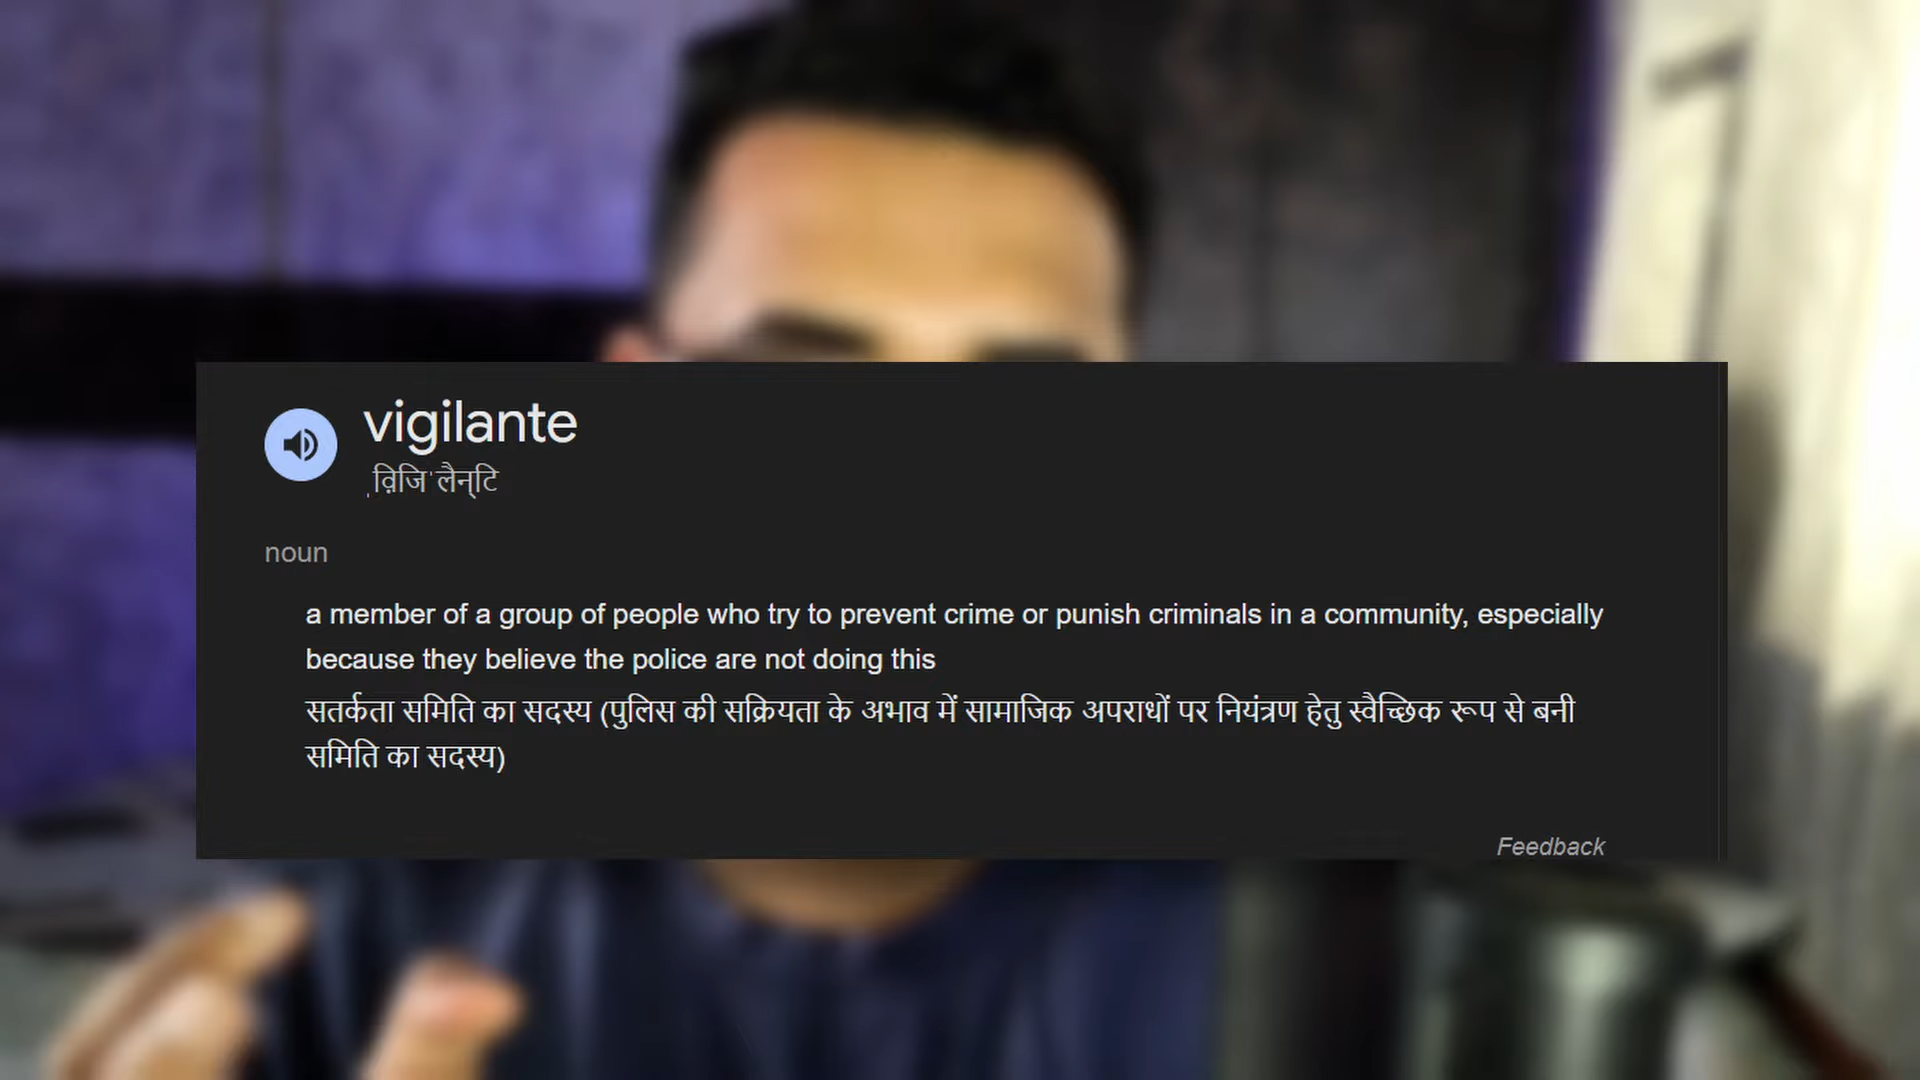 vigilante
ˌव़िजिˈलैन्‌टि
noun
a member of a group of people who try to prevent crime or punish criminals in a community, especially
because they believe the police are not doing this
सतर्कता समिति का सदस्य (पुलिस की सक्रियता के अभाव में सामाजिक अपराधों पर नियंत्रण हेतु स्वैच्छिक रूप से बनी
समिति का सदस्य)
Feedback